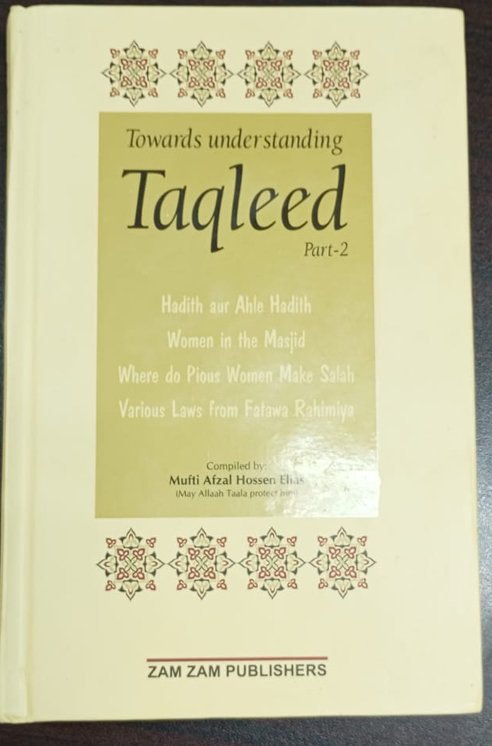 Towards understanding
Taqleed
Part-2
Hadith aur Ahle Hadith
Women in the Masjid
Where do Pious Women Make Salah
Various Laws from Fatawa Rahimiya
Compiled by:
Mufti Afzal Hossen Elias
(May Allaah Taala protect him)
ZAM ZAM PUBLISHERS